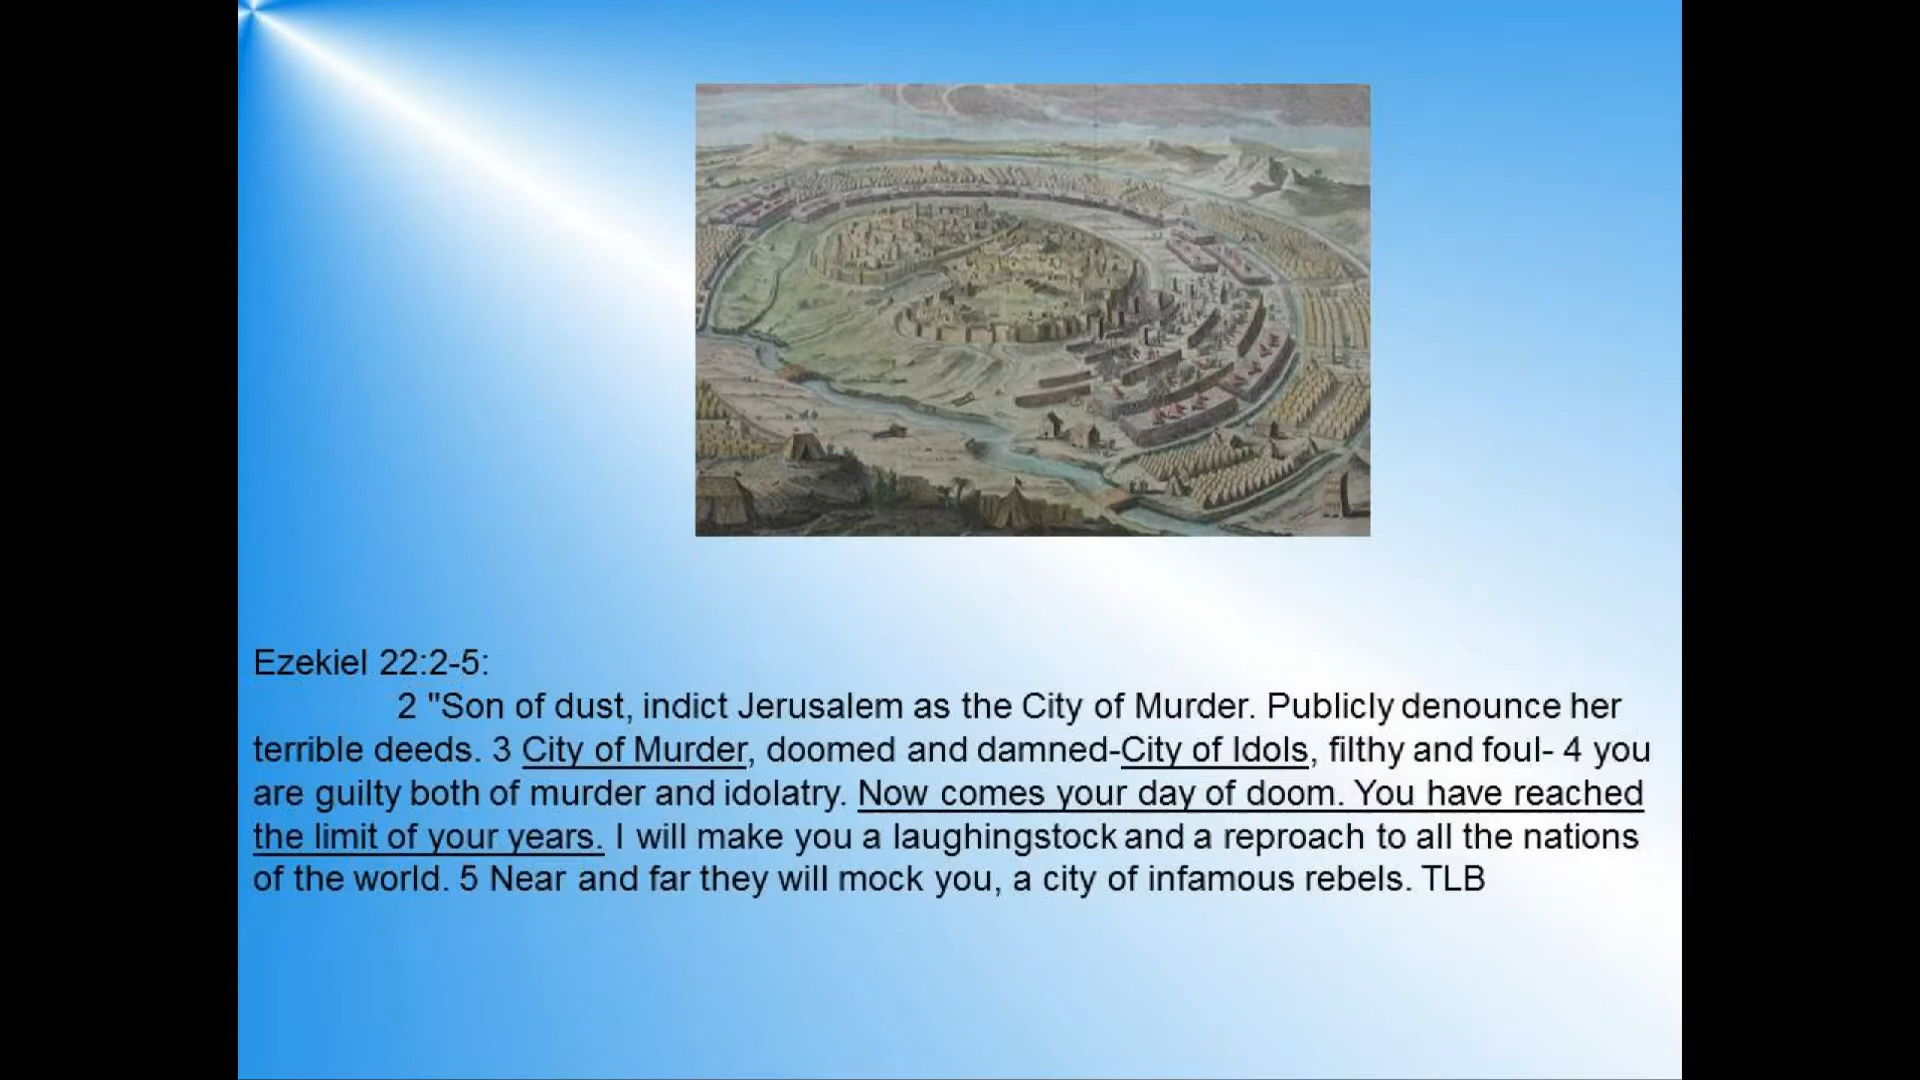 Ezekiel 22:2-5:
2 "Son of dust, indict Jerusalem as the City of Murder. Publicly denounce her
terrible deeds. 3 City of Murder, doomed and damned-City of Idols, filthy and foul- 4 you
are guilty both of murder and idolatry. Now comes your day of doom. You have reached
the limit of your years. I will make you a laughingstock and a reproach to all the nations
of the world. 5 Near and far they will mock you, a city of infamous rebels. TLB